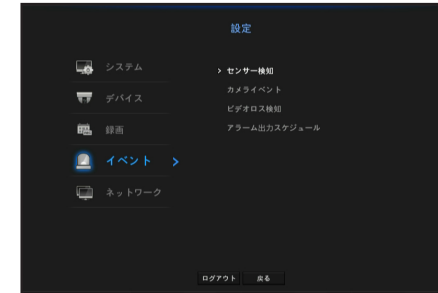 設定
システム
デバイス
録画
イベント >
ネットワーク
> センサー検知
カメライベント
ビデオロス検知
アラーム出力スケジュール
ログアウト 戻る